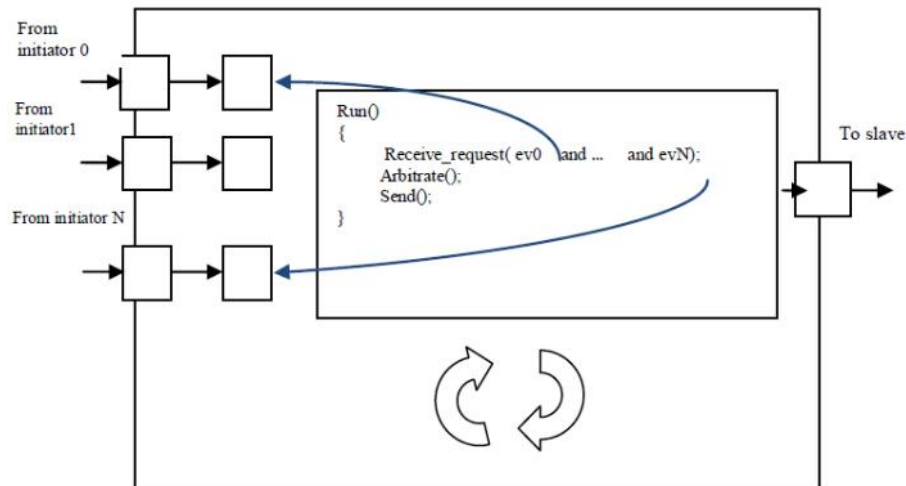 From
initiator 0
From
initiator1
From initiator N
Run()
{
Receive_request( ev0 and ... and evN);
Arbitrate();
Send();
}
To slave